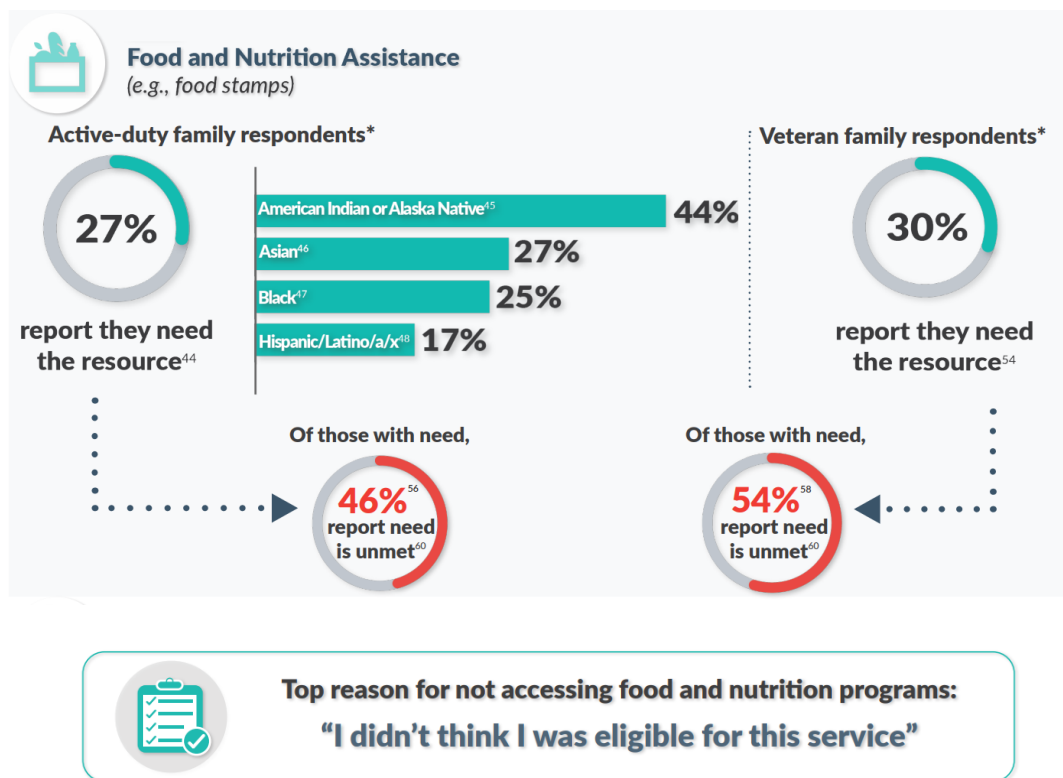 Food and Nutrition Assistance
(e.g., food stamps)
Active-duty family respondents*
27%
report they need
the resource44
American Indian or Alaska Native45
44%
Asian46
27%
Black47
25%
Hispanic/Latino/a/x48
17%
Veteran family respondents*
30%
report they need
the resource54
Of those with need,
46%56
report need
is unmet60
Of those with need,
54%58
report need
is unmet60
Top reason for not accessing food and nutrition programs:
“I didn’t think I was eligible for this service”